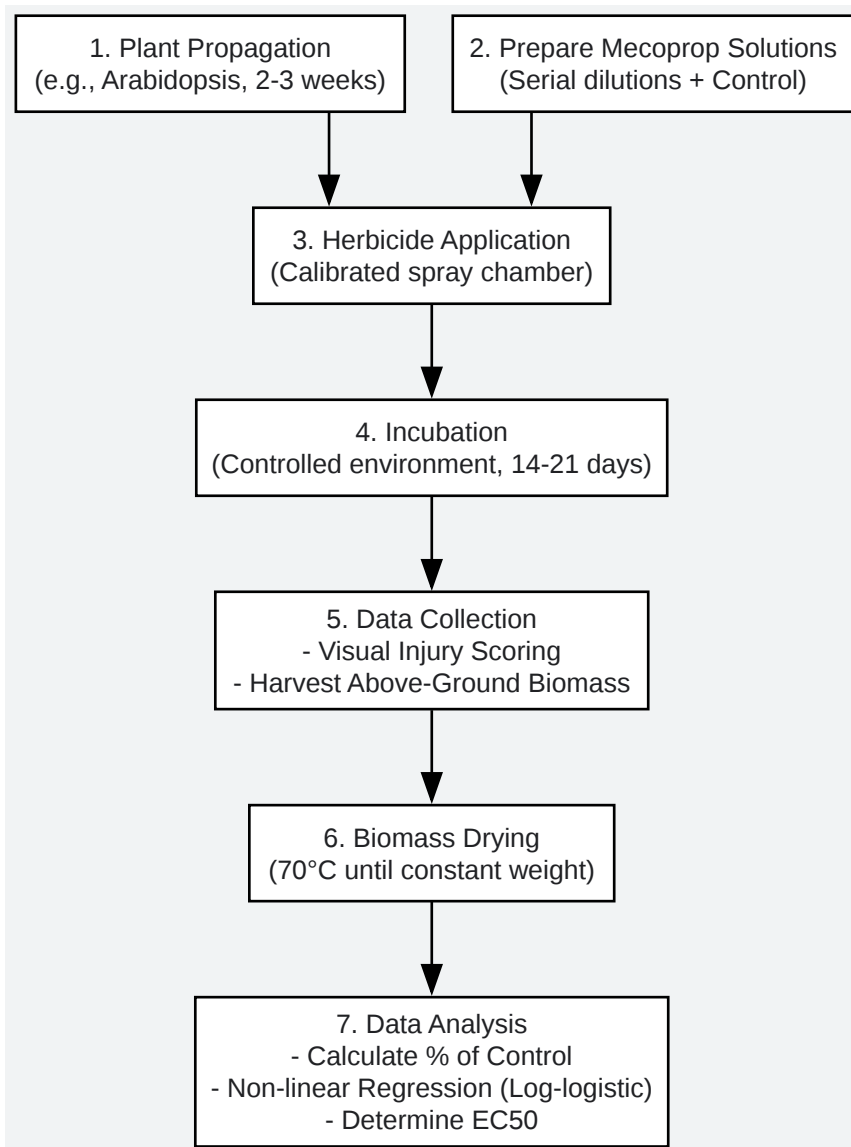 1. Plant Propagation
(e.g., Arabidopsis, 2-3 weeks)
2. Prepare Mecoprop Solutions
(Serial dilutions + Control)
3. Herbicide Application
(Calibrated spray chamber)
4. Incubation
(Controlled environment, 14-21 days)
5. Data Collection
- Visual Injury Scoring
- Harvest Above-Ground Biomass
6. Biomass Drying
(70°C until constant weight)
7. Data Analysis
- Calculate % of Control
- Non-linear Regression (Log-logistic)
- Determine EC50